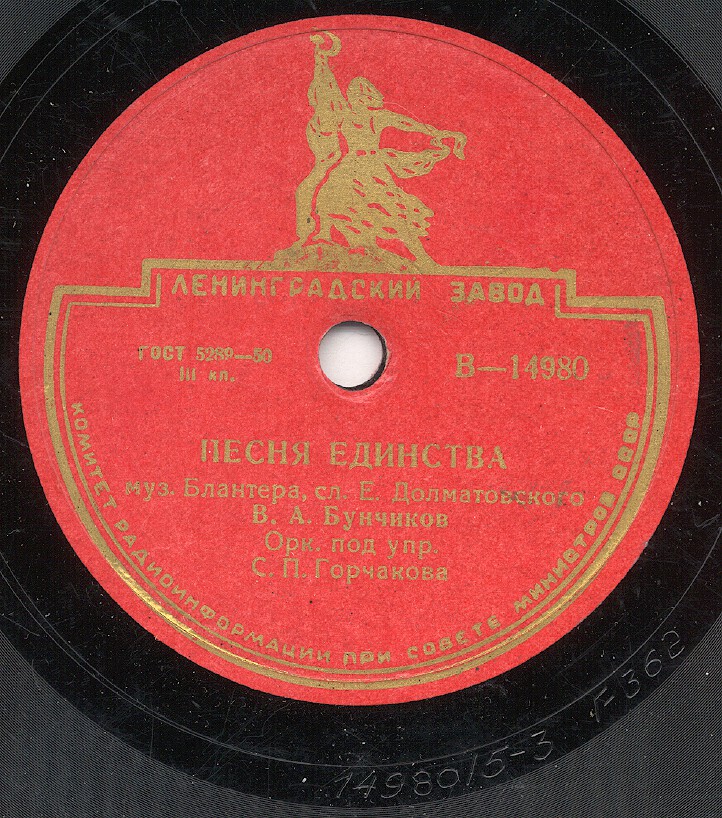 ЛЕНИНГРАДСКИЙ ЗАВОД
ГОСТ 5289—50
III кл.
В—14980
ПЕСНЯ ЕДИНСТВА
муз. Блантера, сл. Е. Долматовского
В. А. Бунчиков
Орк. под упр.
С. П. Горчакова
КОМИТЕТ РАДИОИНФОРМАЦИИ ПРИ СОВЕТЕ МИНИСТРОВ СССР
14980/5-3 Г-362